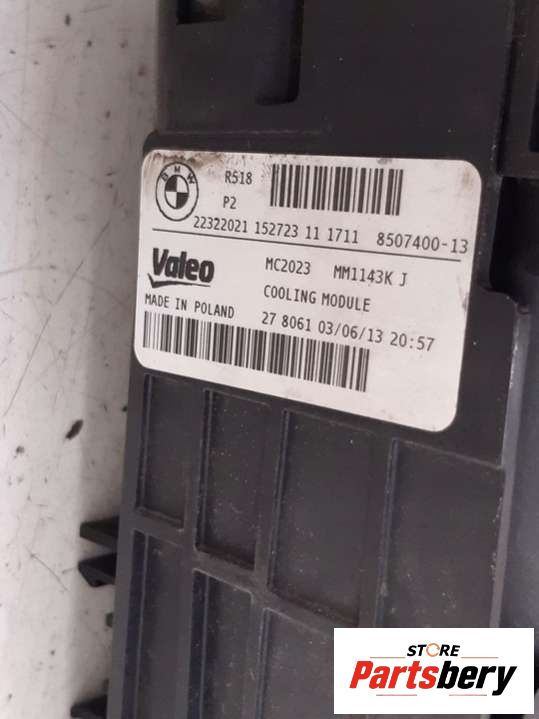 BMW
R518
P2
22322021 152723 11 1711 8507400-13
Valeo
MC2023 MM1143K J
COOLING MODULE
MADE IN POLAND
27 8061 03/06/13 20:57
STORE
Partsbery